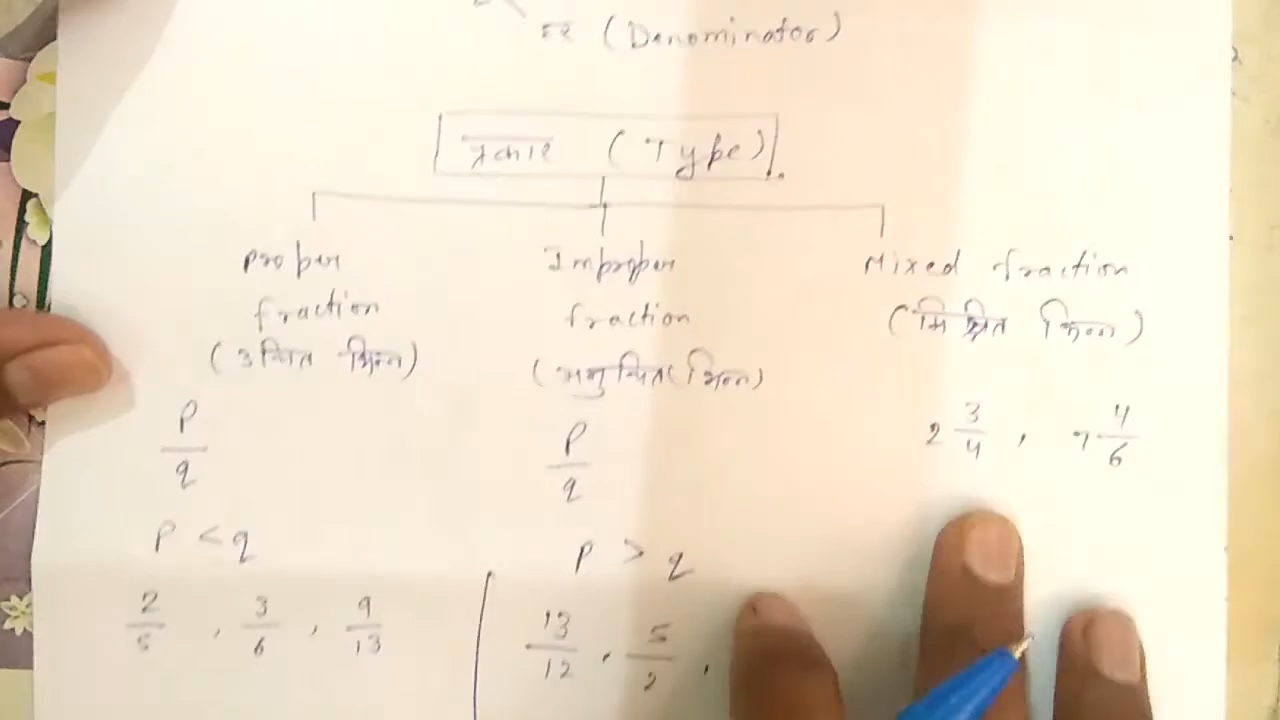 हर (Denominator)
प्रकार (Type)
Proper
fraction
(उचित भिन्न)
P/q
P < q
2/5 , 3/6 , 9/13
Improper
fraction
(अनुचित भिन्न)
P/q
P > q
13/12 , 5/2 ,
Mixed fraction
(मिश्रित भिन्न)
2 3/4 , 7 4/6